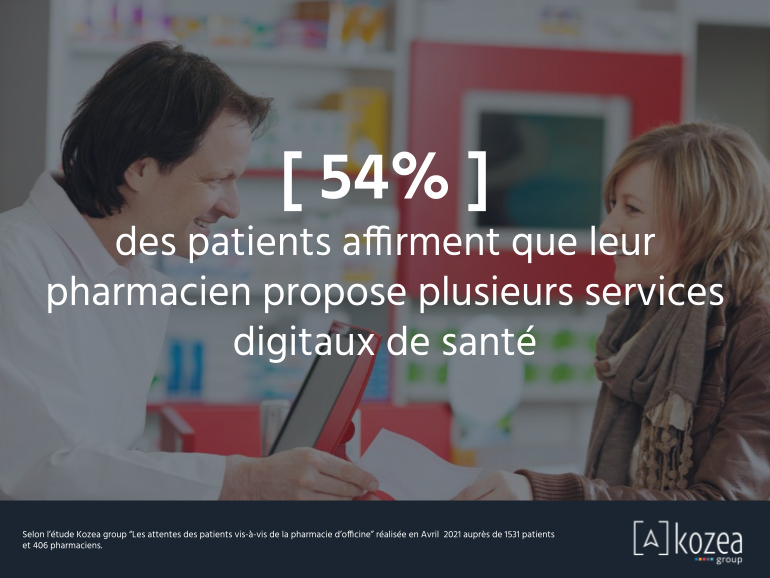 [ 54% ]
des patients affirment que leur
pharmacien propose plusieurs services
digitaux de santé
Selon l'étude Kozea group "Les attentes des patients vis-à-vis de la pharmacie d'officine" réalisée en Avril 2021 auprès de 1531 patients
et 406 pharmaciens.
[A] kozea
group